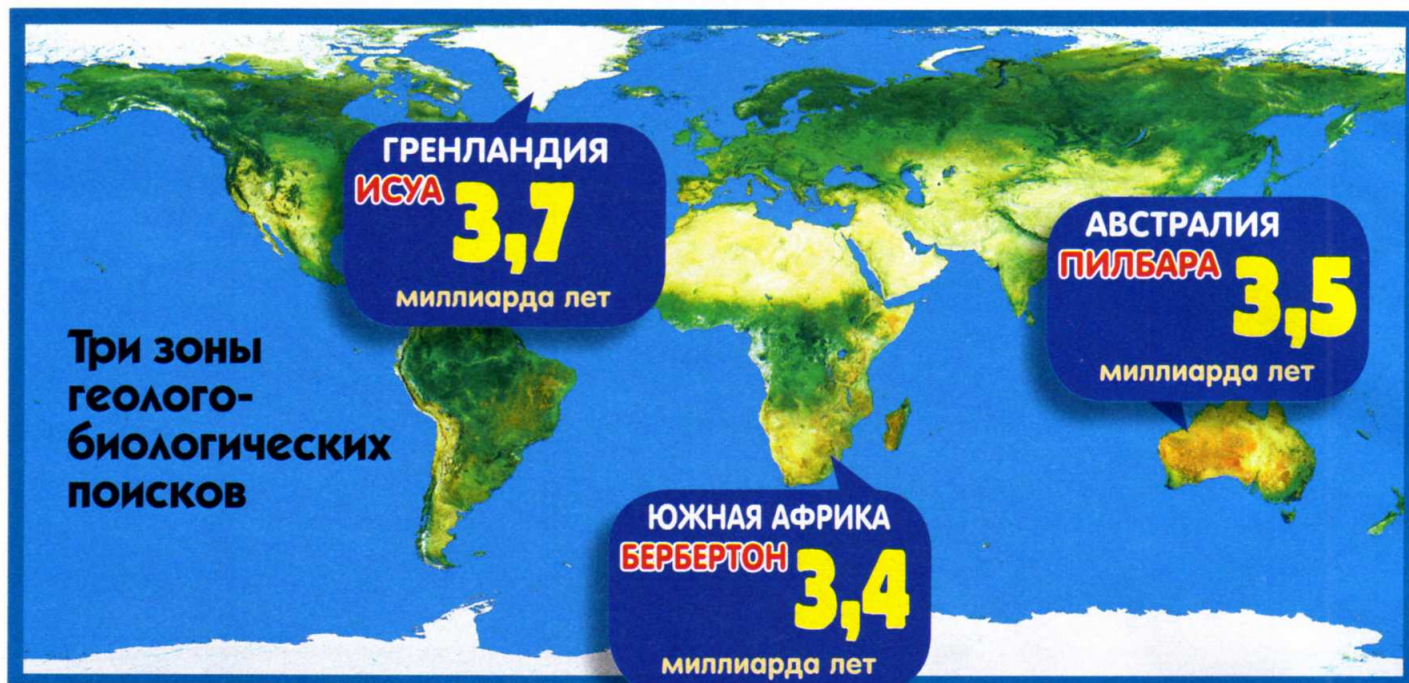 ГРЕНЛАНДИЯ
ИСУА 3,7
миллиарда лет
АВСТРАЛИЯ
ПИЛБАРА 3,5
миллиарда лет
Три зоны
геолого-
биологических
поисков
ЮЖНАЯ АФРИКА
БЕРБЕРТОН 3,4
миллиарда лет